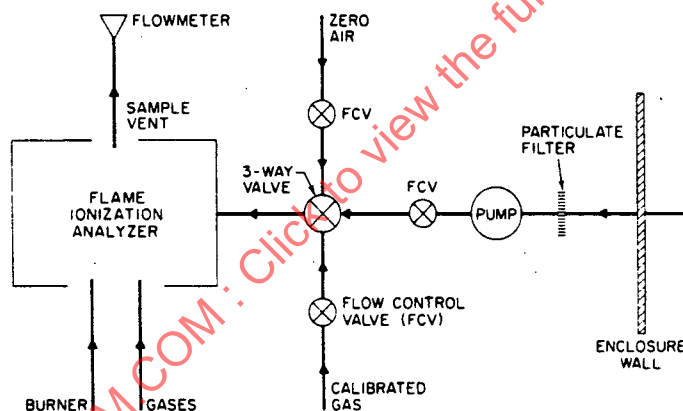 FLOWMETER
ZERO
AIR
SAMPLE
VENT
FCV
PARTICULATE
FILTER
3-WAY
VALVE
FCV
FLAME
IONIZATION
ANALYZER
PUMP
FLOW CONTROL
VALVE (FCV)
ENCLOSURE
WALL
BURNER
GASES
CALIBRATED
GAS
M.COM : Click to view the full